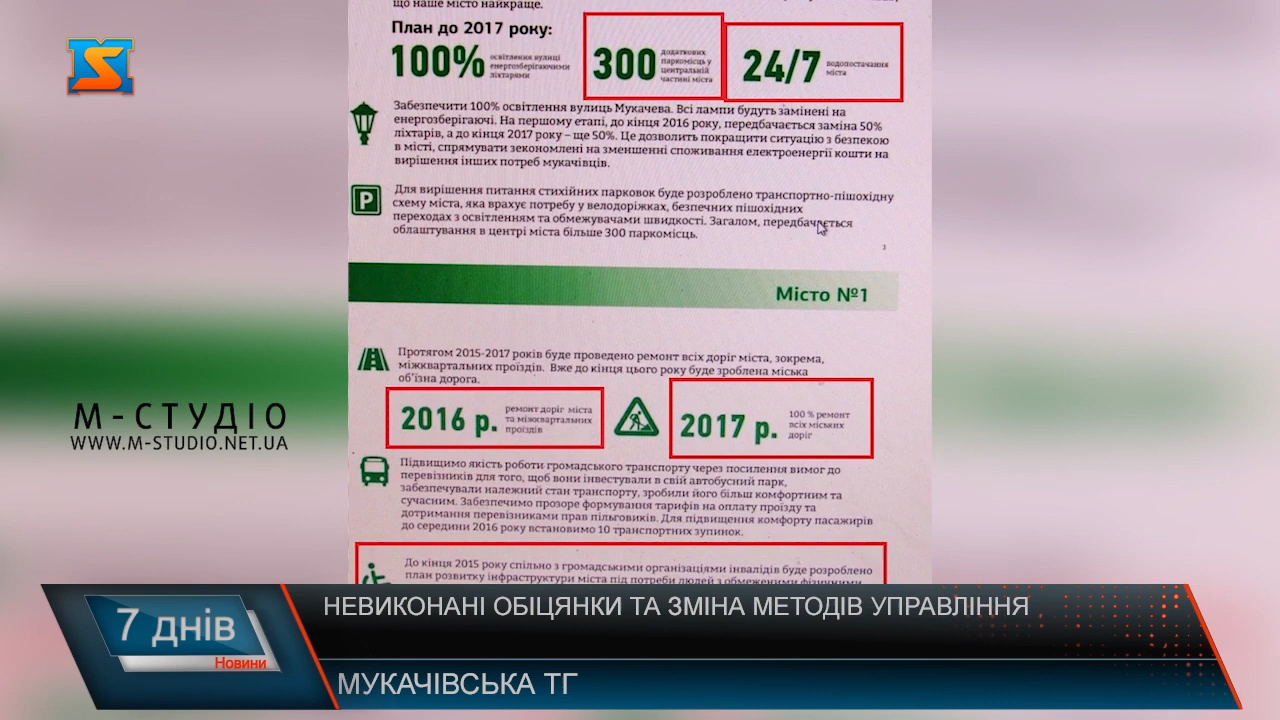 що наше місто найкраще.
План до 2017 року:
100% освітлення вулиці енергозберігаючими ліхтарями
300 додаткових паркомісць у центральній частині міста
24/7 водопостачання міста
Забезпечити 100% освітлення вулиць Мукачева. Всі лампи будуть замінені на
енергозберігаючі. На першому етапі, до кінця 2016 року, передбачається заміна 50%
ліхтарів, а до кінця 2017 року – ще 50%. Це дозволить покращити ситуацію з безпекою
в місті, спрямувати зекономлені на зменшенні споживання електроенергії кошти на
вирішення інших потреб мукачівців.
P
Для вирішення питання стихійних парковок буде розроблено транспортно-пішохідну
схему міста, яка врахує потребу у велодоріжках, безпечних пішохідних
переходах з освітленням та обмежувачами швидкості. Загалом, передбачається
облаштування в центрі міста більше 300 паркомісць.
3
Місто №1
Протягом 2015-2017 років буде проведено ремонт всіх доріг міста, зокрема,
міжквартальних проїздів. Вже до кінця цього року буде зроблена міська
об'їзна дорога.
2016 р. ремонт доріг міста та міжквартальних проїздів
2017 р. 100 % ремонт всіх міських доріг
Підвищимо якість роботи громадського транспорту через посилення вимог до
перевізників для того, щоб вони інвестували в свій автобусний парк,
забезпечували належний стан транспорту, зробили його більш комфортним та
сучасним. Забезпечимо прозоре формування тарифів на оплату проїзду та
дотримання перевізниками прав пільговиків. Для підвищення комфорту пасажирів
до середини 2016 року встановимо 10 транспортних зупинок.
До кінця 2015 року спільно з громадськими організаціями інвалідів буде розроблено
план розвитку інфраструктури міста під потреби людей з обмеженими фізичними
М-СТУДІО
WWW.M-STUDIO.NET.UA
7 днів
Новини
НЕВИКОНАНІ ОБІЦЯНКИ ТА ЗМІНА МЕТОДІВ УПРАВЛІННЯ
МУКАЧІВСЬКА ТГ